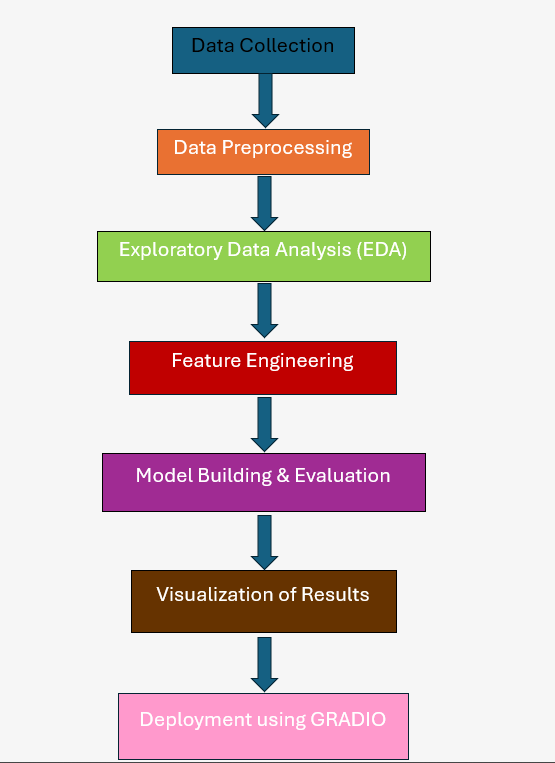 Data Collection
Data Preprocessing
Exploratory Data Analysis (EDA)
Feature Engineering
Model Building & Evaluation
Visualization of Results
Deployment using GRADIO